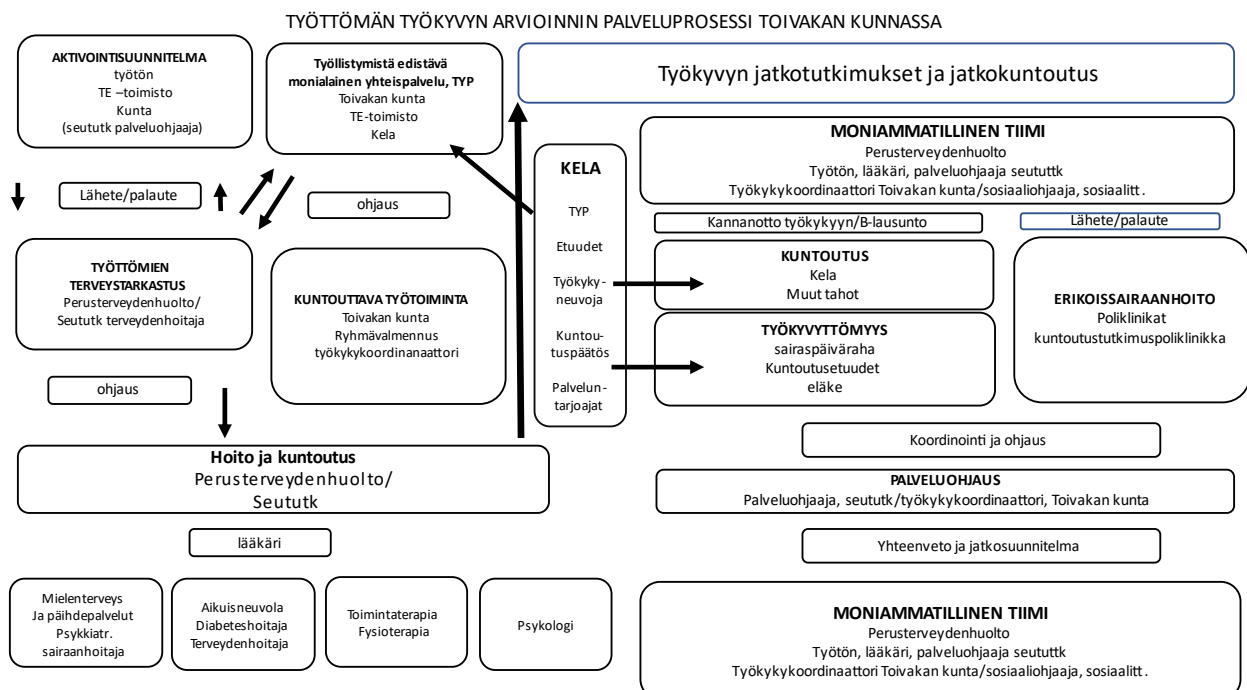 TYÖTTÖMÄN TYÖKYVYN ARVIOINNIN PALVELUPROSESSI TOIVAKAN KUNNASSA
AKTIVOINTISUUNNITELMA
työtön
TE –toimisto
Kunta
(seututk palveluohjaaja)
Työllistymistä edistävä
monialainen yhteispalvelu, TYP
Toivakan kunta
TE-toimisto
Kela
Työkyvyn jatkotutkimukset ja jatkokuntoutus
Lähete/palaute
ohjaus
TYÖTTÖMIEN
TERVEYSTARKASTUS
Perusterveydenhuolto/
Seututk terveydenhoitaja
KUNTOUTTAVA TYÖTOIMINTA
Toivakan kunta
Ryhmävalmennus
työkykykoordinanaattori
ohjaus
Hoito ja kuntoutus
Perusterveydenhuolto/
Seututk
lääkäri
Mielenterveys
Ja päihdepalvelut
Psykkiatr.
sairaanhoitaja
Aikuisneuvola
Diabeteshoitaja
Terveydenhoitaja
Toimintaterapia
Fysioterapia
Psykologi
KELA
TYP
Etuudet
Työkyky-
neuvoja
Kuntou-
tuspäätös
Palvelun-
tarjoajat
MONIAMMATILLINEN TIIMI
Perusterveydenhuolto
Työtön, lääkäri, palveluohjaaja seututtk
Työkykykoordinaattori Toivakan kunta/sosiaaliohjaaja, sosiaalitt.
Kannanotto työkykyyn/B-lausunto
Lähete/palaute
KUNTOUTUS
Kela
Muut tahot
TYÖKYVYTTÖMYYS
sairaspäiväraha
Kuntoutusetuudet
eläke
ERIKOISSAIRAANHOITO
Poliklinikat
kuntoutustutkimuspoliklinikka
Koordinointi ja ohjaus
PALVELUOHJAUS
Palveluohjaaja, seututk/työkykykoordinaattori, Toivakan kunta
Yhteenveto ja jatkosuunnitelma
MONIAMMATILLINEN TIIMI
Perusterveydenhuolto
Työtön, lääkäri, palveluohjaaja seututtk
Työkykykoordinaattori Toivakan kunta/sosiaaliohjaaja, sosiaalitt.